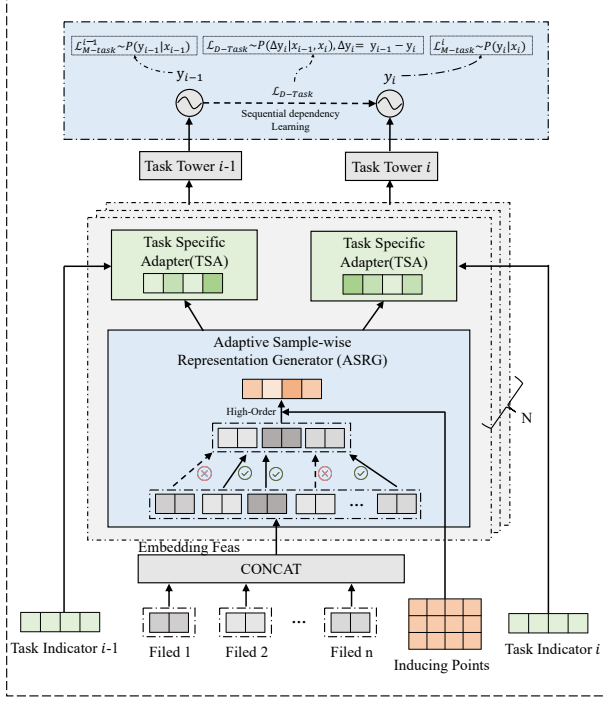 ℒ_{M-task}^{i-1}~P(y_{i-1}|x_{i-1})
ℒ_{D-Task}~P(Δy_i|x_{i-1}, x_i), Δy_i = y_{i-1} − y_i
ℒ_{M-task}^{i}~P(y_i|x_i)
y_{i-1}
y_i
ℒ_{D-Task}
Sequential dependency
Learning
Task Tower i-1
Task Tower i
Task Specific
Adapter(TSA)
Task Specific
Adapter(TSA)
Adaptive Sample-wise
Representation Generator (ASRG)
High-Order
N
...
Embedding Feas
CONCAT
...
Task Indicator i-1
Filed 1
Filed 2
Filed n
Inducing Points
Task Indicator i